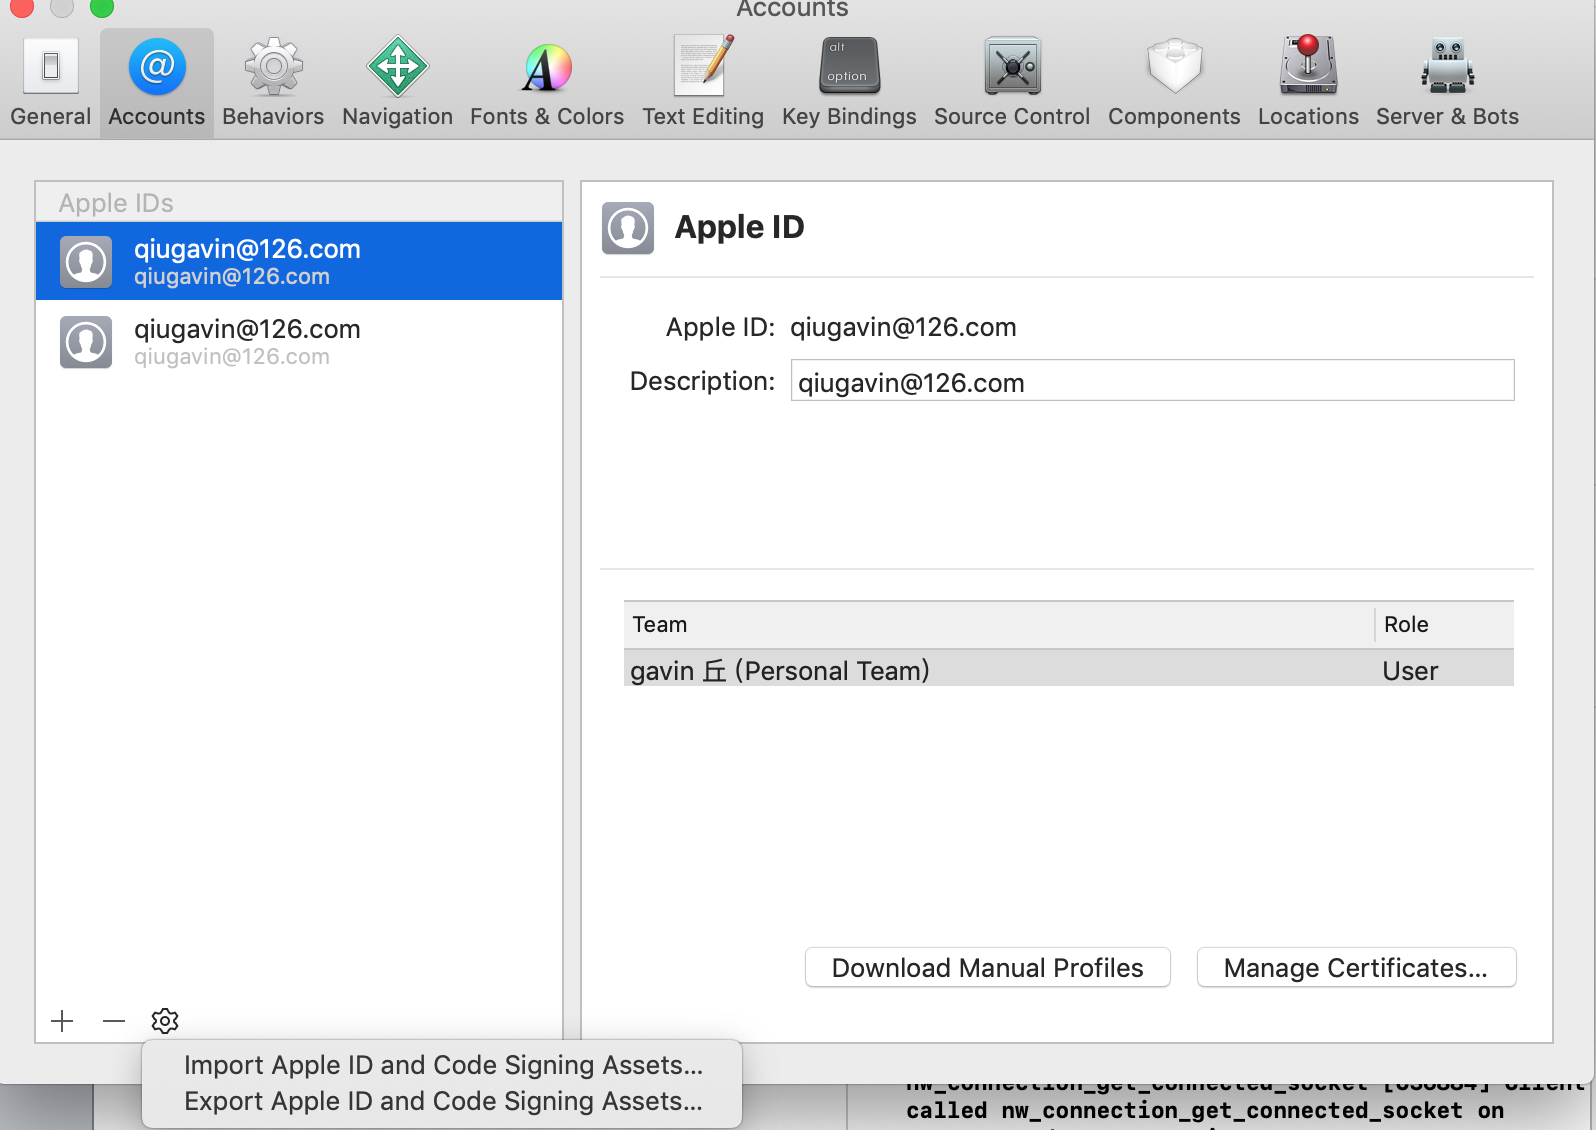 Accounts
General Accounts Behaviors Navigation Fonts & Colors Text Editing alt option Key Bindings Source Control Components Locations Server & Bots
Apple IDs
qiugavin@126.com
qiugavin@126.com
qiugavin@126.com
qiugavin@126.com
Apple ID
Apple ID: qiugavin@126.com
Description: qiugavin@126.com
Team Role
gavin 丘 (Personal Team) User
Download Manual Profiles Manage Certificates...
Import Apple ID and Code Signing Assets...
Export Apple ID and Code Signing Assets...
nw_connection_get_connected_socket
called nw_connection_get_connected_socket on